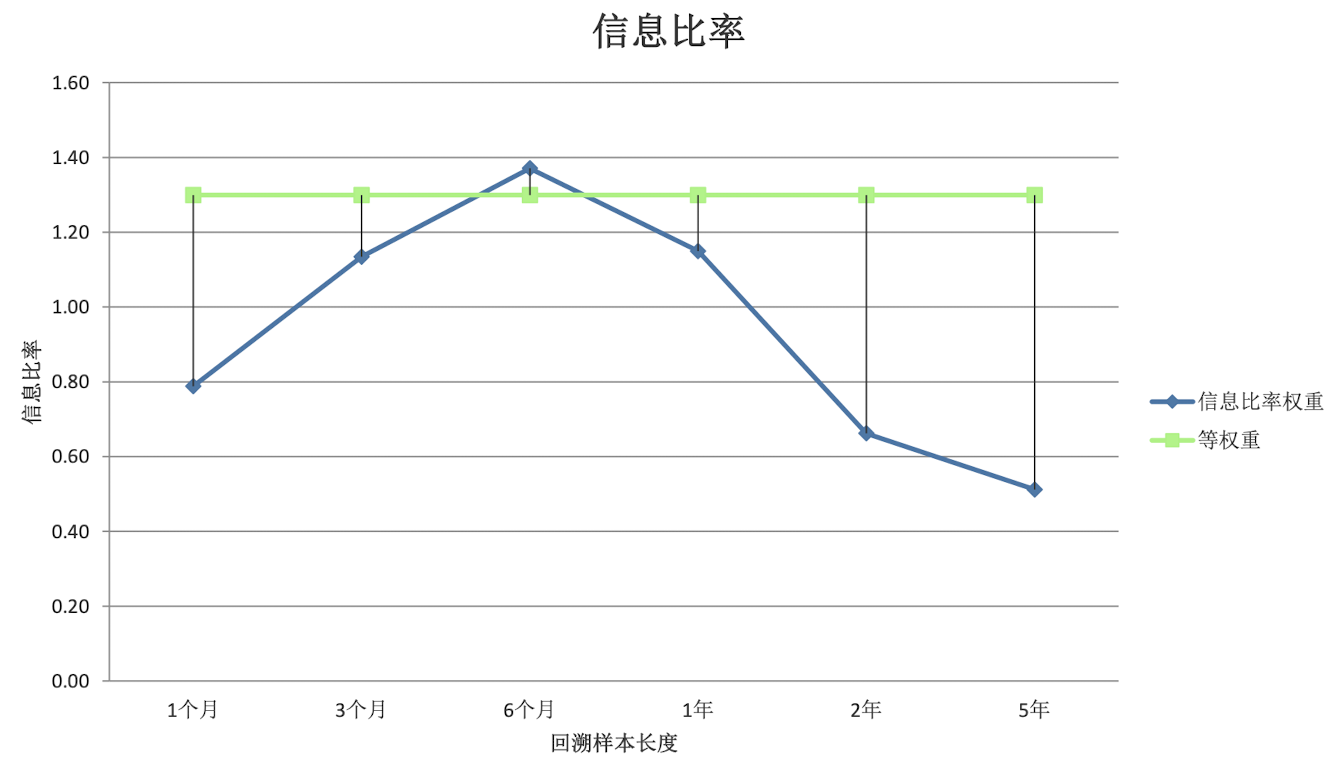 信息比率
1.60
1.40
1.20
1.00
0.80
0.60
0.40
0.20
0.00
信息比率
1个月
3个月
6个月
1年
2年
5年
回溯样本长度
信息比率权重
等权重